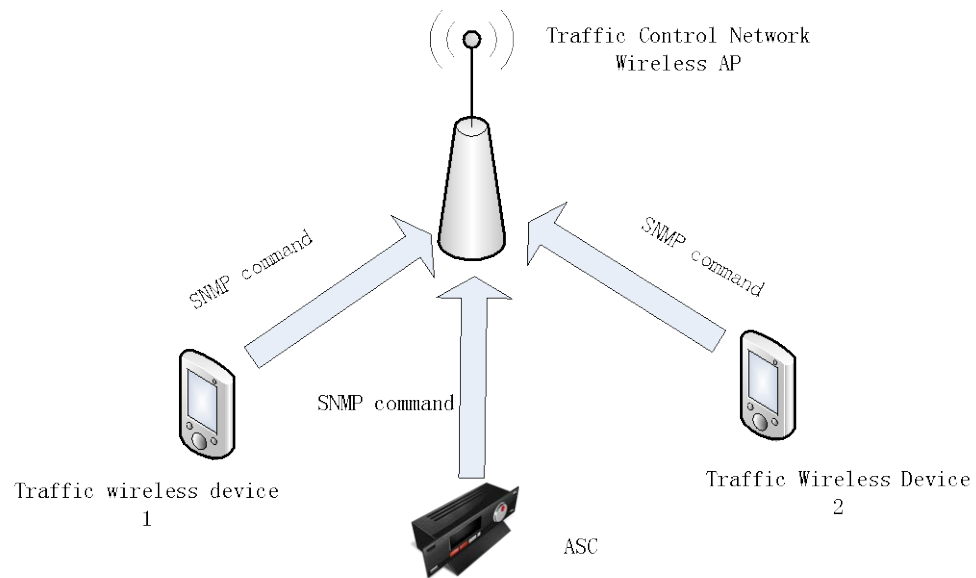 Traffic Control Network
Wireless AP
SNMP command
SNMP command
SNMP command
Traffic wireless device
1
Traffic Wireless Device
2
ASC